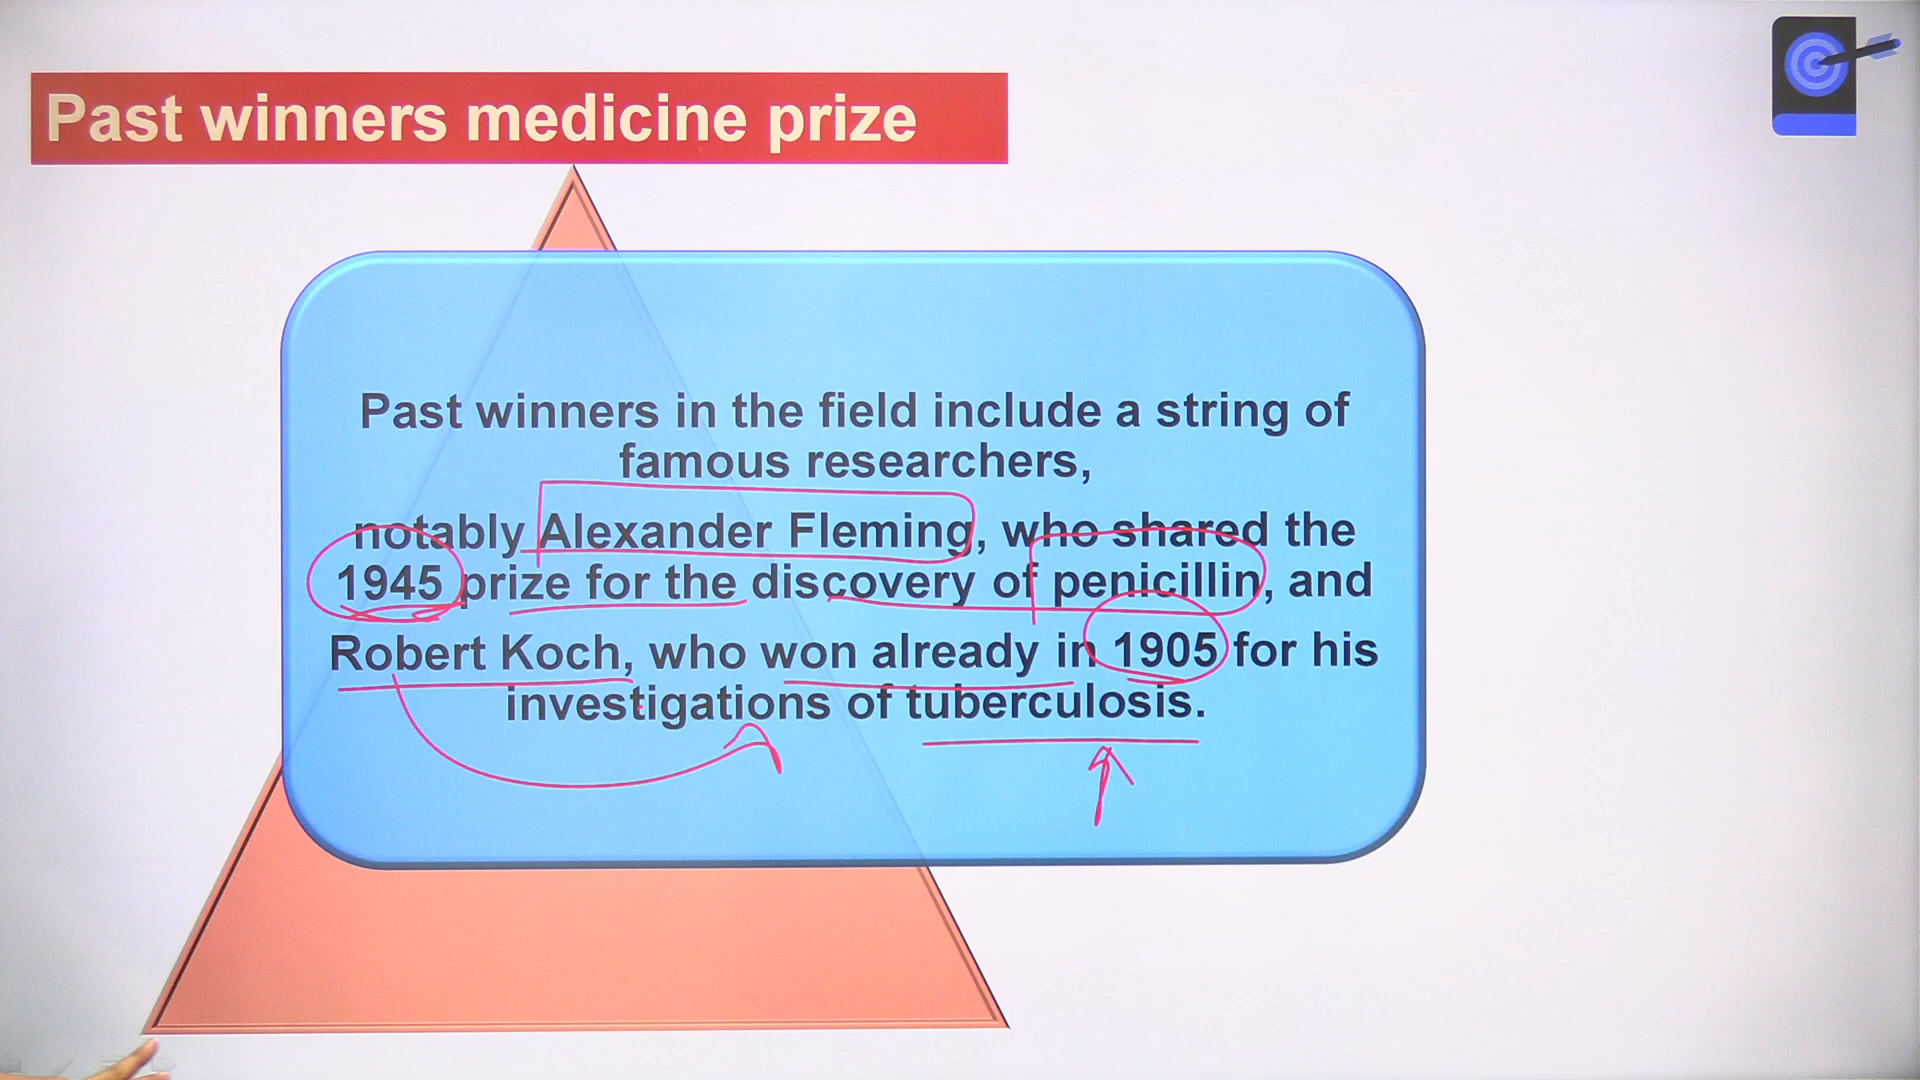 Past winners medicine prize
Past winners in the field include a string of
famous researchers,
notably Alexander Fleming, who shared the
1945 prize for the discovery of penicillin, and
Robert Koch, who won already in 1905 for his
investigations of tuberculosis.